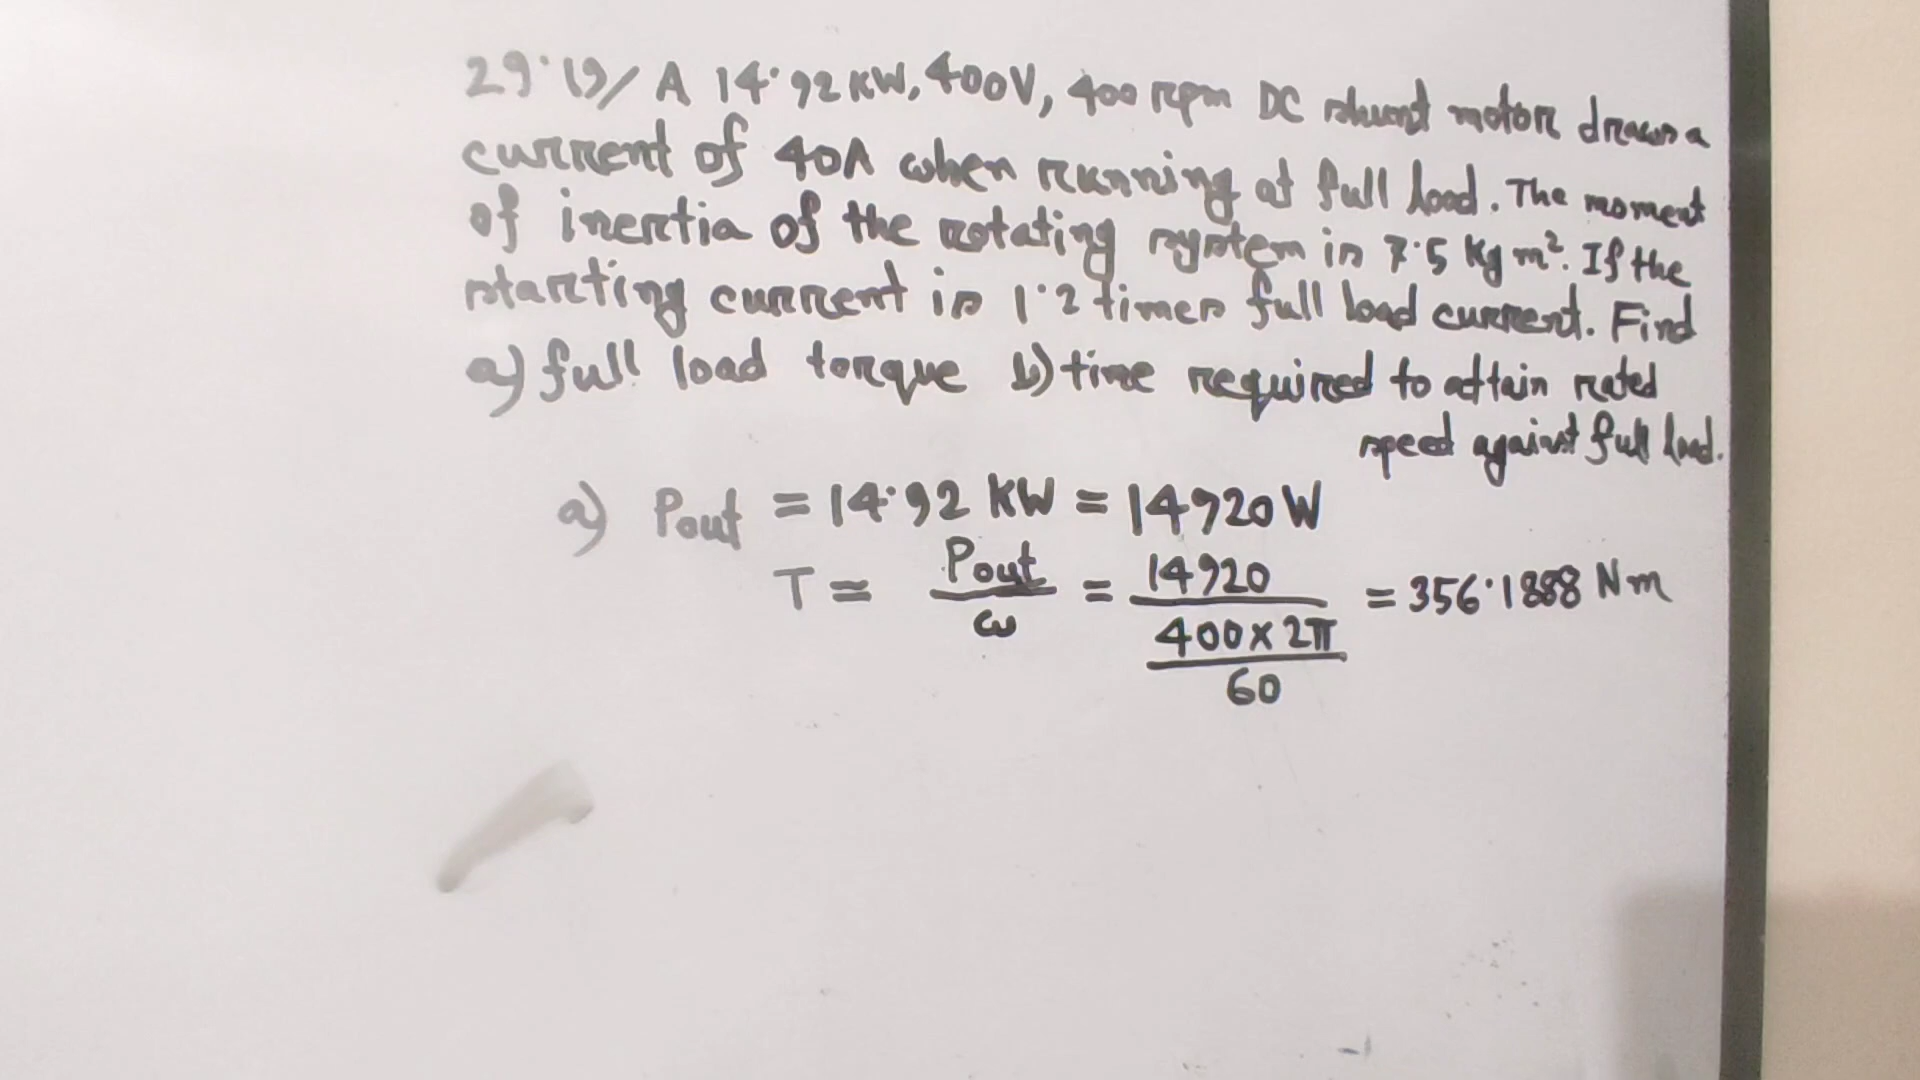 29.19/ A 14.92 KW, 400V, 400 rpm DC shunt motor draws a
current of 40A when running at full load. The moment
of inertia of the rotating system is 7.5 kg m². If the
starting current is 1.2 times full load current. Find
a) full load torque b) time required to attain rated
speed against full load.
a) Pout = 14.92 KW = 14920 W
T = Pout/ω = 14920/(400 x 2π/60) = 356.1888 Nm